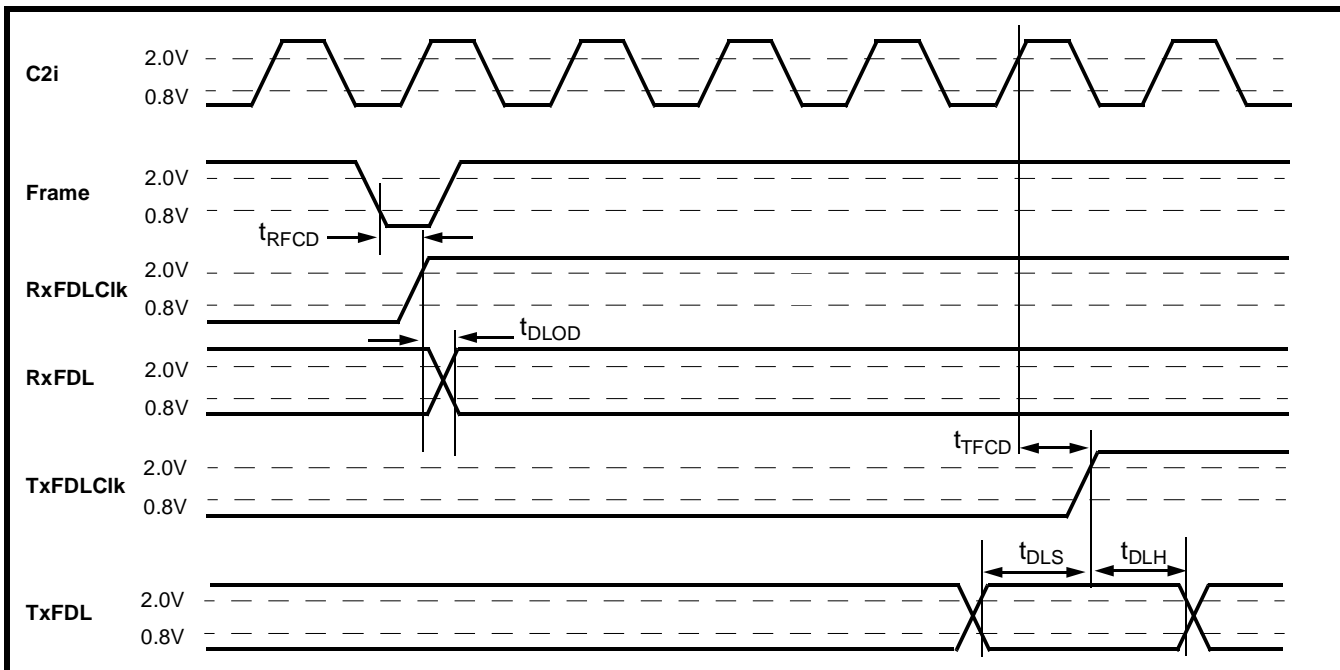 C2i
2.0V
0.8V
Frame
2.0V
0.8V
tRFCD
RxFDLClk
2.0V
0.8V
tDLOD
RxFDL
2.0V
0.8V
tTFCD
TxFDLClk
2.0V
0.8V
tDLS
tDLH
TxFDL
2.0V
0.8V